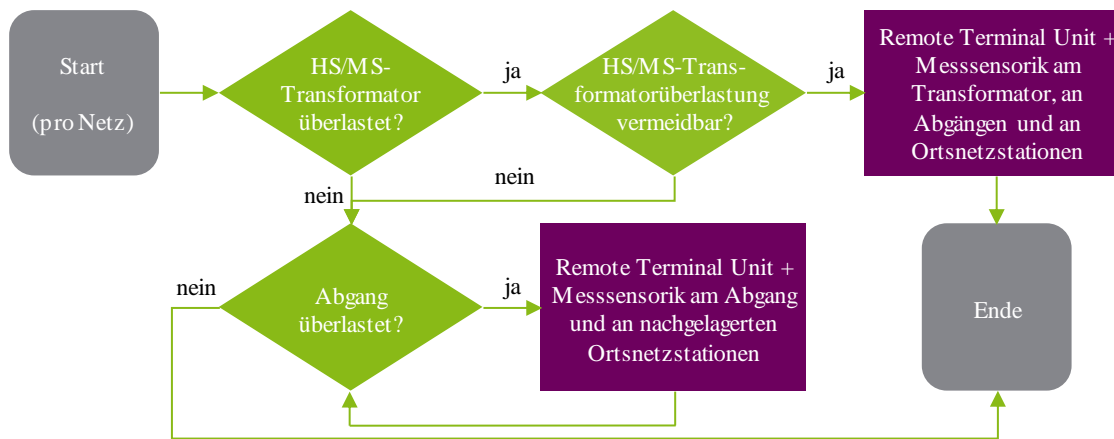 Start
(pro Netz)
HS/MS-
Transformator
überlastet?
ja
HS/MS-Trans-
formatorüberlastung
vermeidbar?
ja
Remote Terminal Unit +
Messsensorik am
Transformator, an
Abgängen und an
Ortsnetzstationen
nein
nein
nein
Abgang
überlastet?
ja
Remote Terminal Unit +
Messsensorik am Abgang
und an nachgelagerten
Ortsnetzstationen
Ende